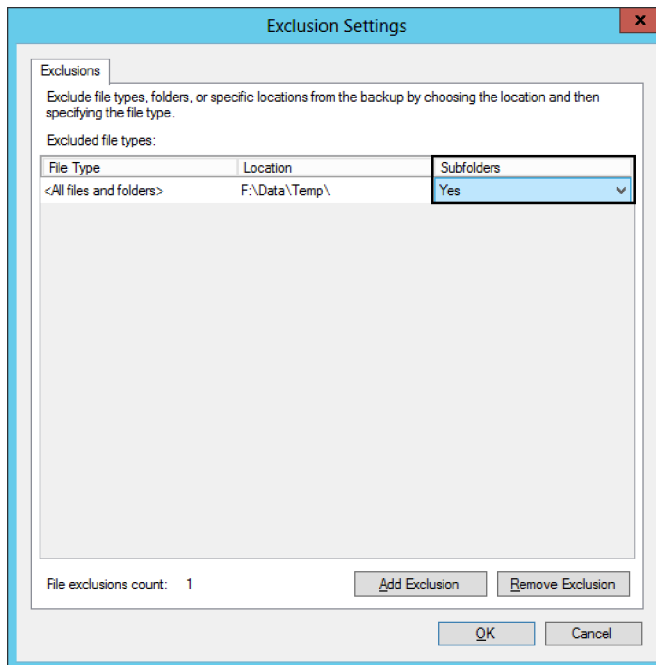 Exclusion Settings
x
Exclusions
Exclude file types, folders, or specific locations from the backup by choosing the location and then
specifying the file type.
Excluded file types:
File Type Location Subfolders
<All files and folders> F:\Data\Temp\ Yes
File exclusions count: 1 Add Exclusion Remove Exclusion
OK Cancel